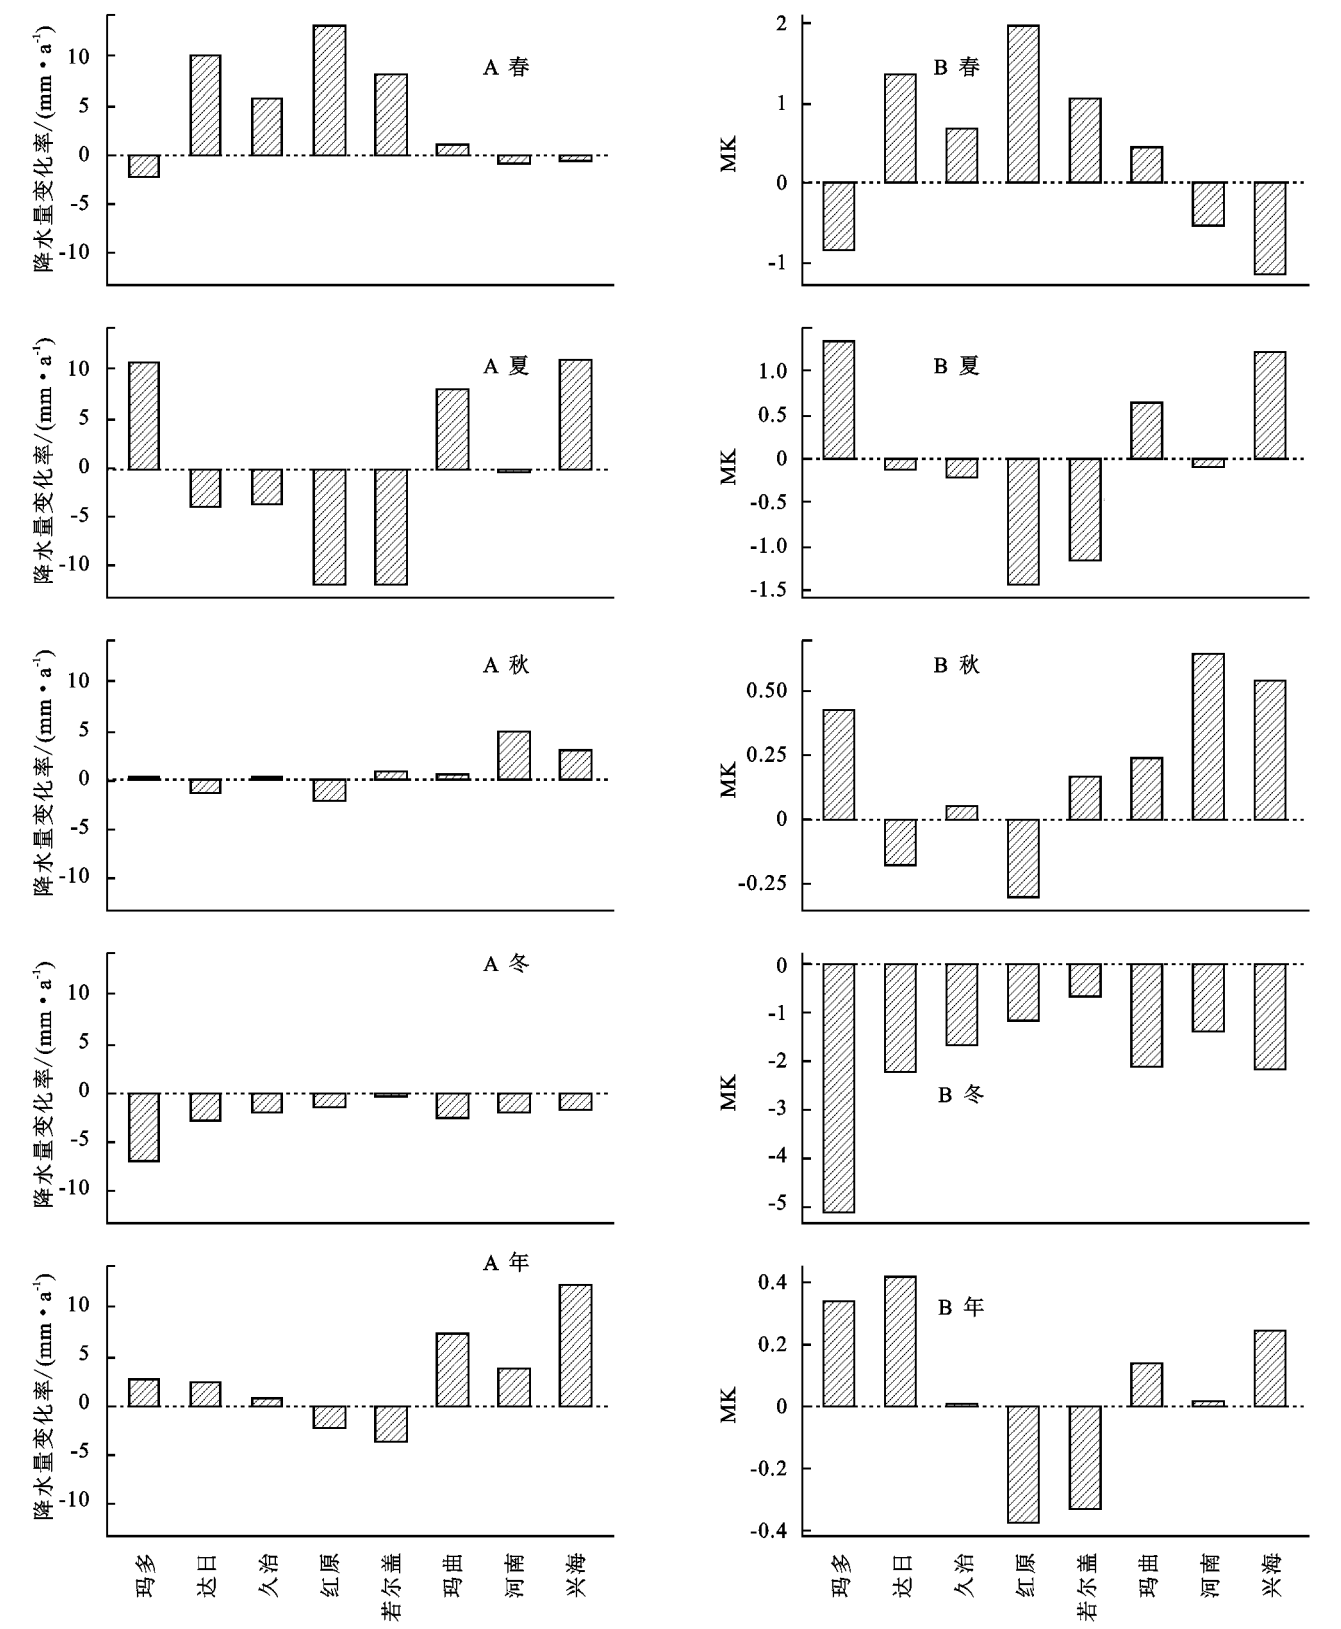 降水量变化率/(mm·a⁻¹)
10
5
0
-5
-10
A 春
MK
2
1
0
-1
B 春
降水量变化率/(mm·a⁻¹)
10
5
0
-5
-10
A 夏
MK
1.0
0.5
0
-0.5
-1.0
-1.5
B 夏
降水量变化率/(mm·a⁻¹)
10
5
0
-5
-10
A 秋
MK
0.50
0.25
0
-0.25
B 秋
降水量变化率/(mm·a⁻¹)
10
5
0
-5
-10
A 冬
MK
0
-1
-2
-3
-4
-5
B 冬
降水量变化率/(mm·a⁻¹)
10
5
0
-5
-10
A 年
玛多
达日
久治
红原
若尔盖
玛曲
河南
兴海
MK
0.4
0.2
0
-0.2
-0.4
B 年
玛多
达日
久治
红原
若尔盖
玛曲
河南
兴海